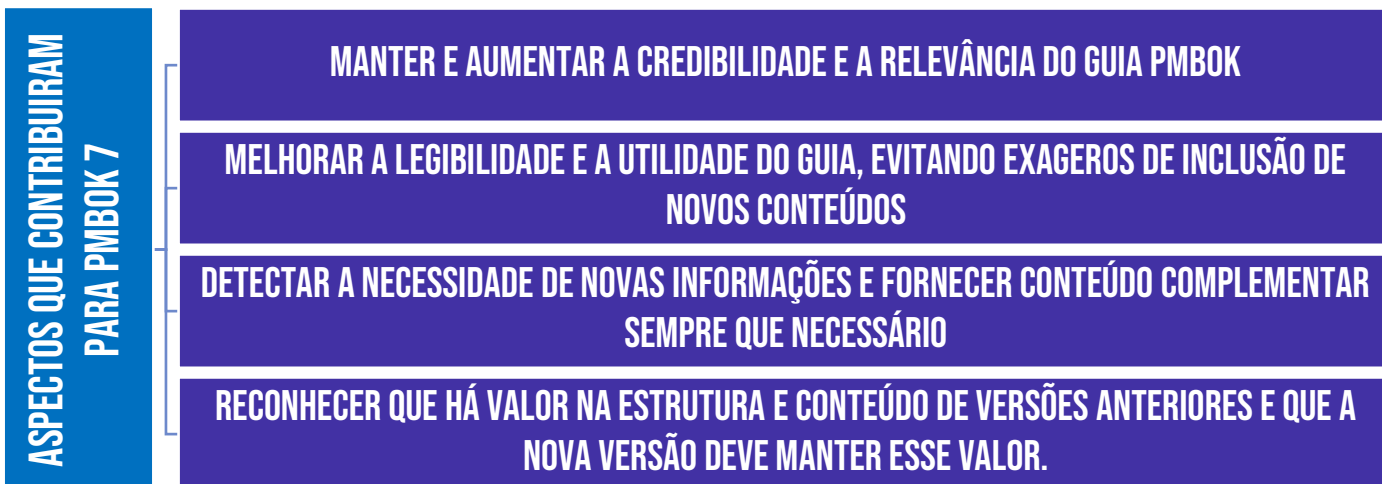 ASPECTOS QUE CONTRIBUIRAM
PARA PMBOK 7
MANTER E AUMENTAR A CREDIBILIDADE E A RELEVÂNCIA DO GUIA PMBOK
MELHORAR A LEGIBILIDADE E A UTILIDADE DO GUIA, EVITANDO EXAGEROS DE INCLUSÃO DE
NOVOS CONTEÚDOS
DETECTAR A NECESSIDADE DE NOVAS INFORMAÇÕES E FORNECER CONTEÚDO COMPLEMENTAR
SEMPRE QUE NECESSÁRIO
RECONHECER QUE HÁ VALOR NA ESTRUTURA E CONTEÚDO DE VERSÕES ANTERIORES E QUE A
NOVA VERSÃO DEVE MANTER ESSE VALOR.